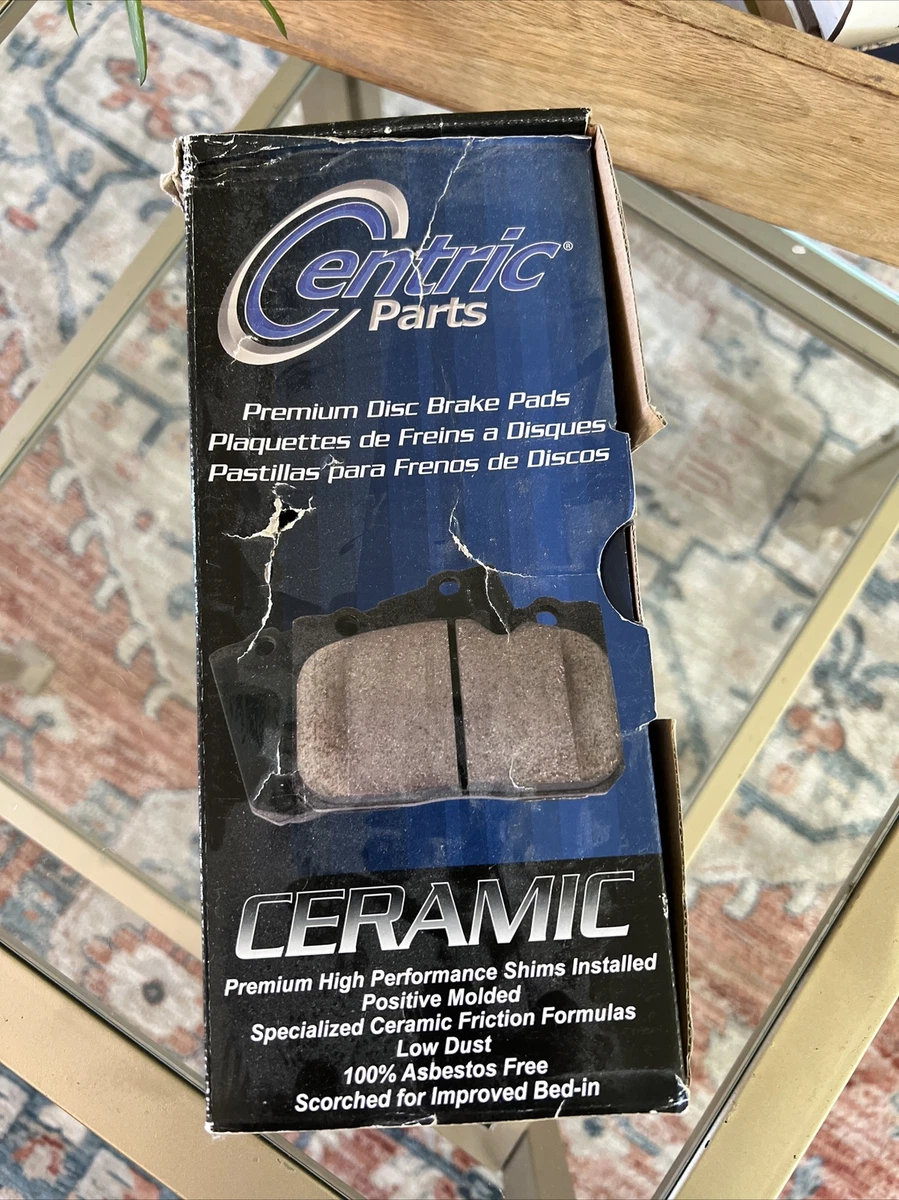 Centric®
Parts
Premium Disc Brake Pads
Plaquettes de Freins a Disques
Pastillas para Frenos de Discos
CERAMIC
Premium High Performance Shims Installed
Positive Molded
Specialized Ceramic Friction Formulas
Low Dust
100% Asbestos Free
Scorched for Improved Bed-in